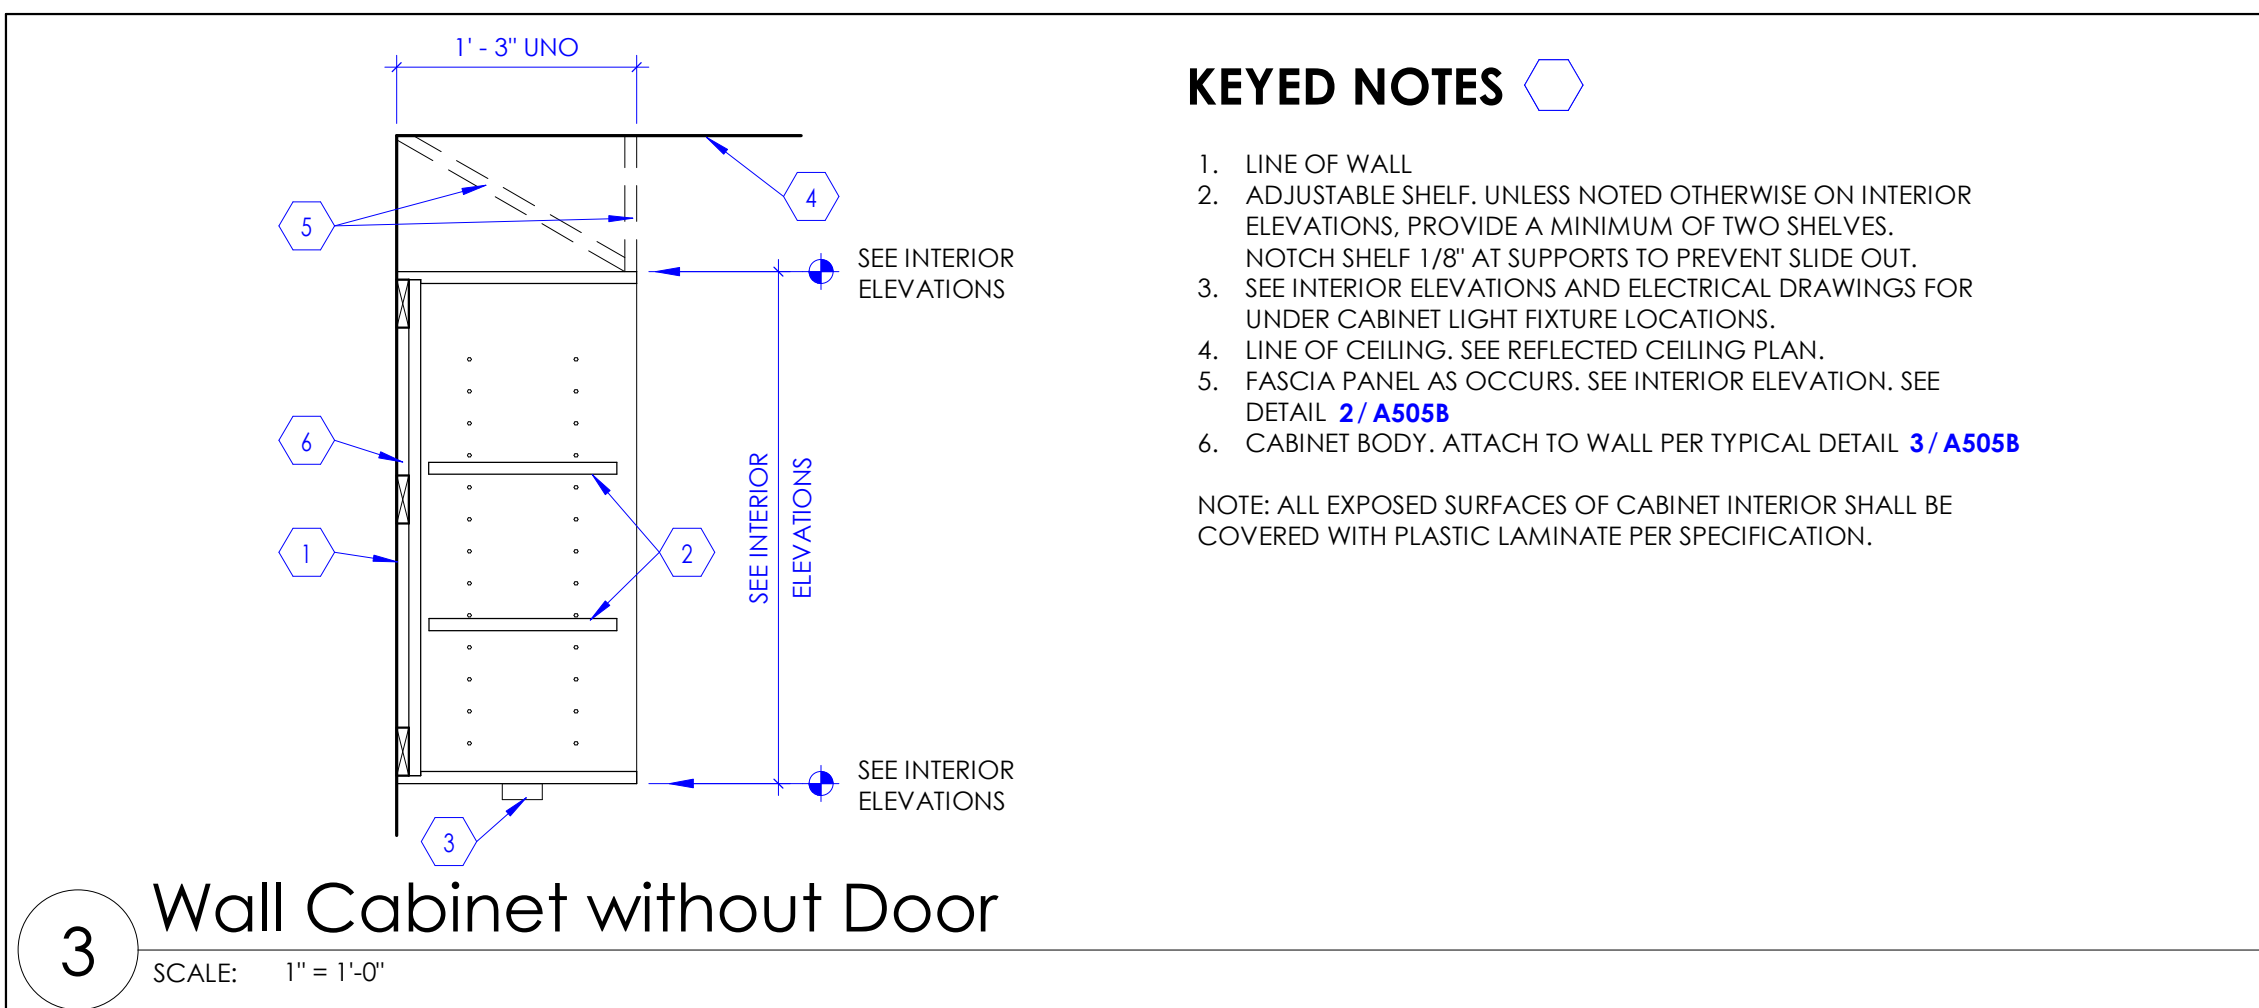 1' - 3" UNO
5
4
SEE INTERIOR
ELEVATIONS
6
1
2
SEE INTERIOR
ELEVATIONS
SEE INTERIOR
ELEVATIONS
3
KEYED NOTES
1. LINE OF WALL
2. ADJUSTABLE SHELF. UNLESS NOTED OTHERWISE ON INTERIOR
ELEVATIONS, PROVIDE A MINIMUM OF TWO SHELVES.
NOTCH SHELF 1/8" AT SUPPORTS TO PREVENT SLIDE OUT.
3. SEE INTERIOR ELEVATIONS AND ELECTRICAL DRAWINGS FOR
UNDER CABINET LIGHT FIXTURE LOCATIONS.
4. LINE OF CEILING. SEE REFLECTED CEILING PLAN.
5. FASCIA PANEL AS OCCURS. SEE INTERIOR ELEVATION. SEE
DETAIL 2 / A505B
6. CABINET BODY. ATTACH TO WALL PER TYPICAL DETAIL 3 / A505B
NOTE: ALL EXPOSED SURFACES OF CABINET INTERIOR SHALL BE
COVERED WITH PLASTIC LAMINATE PER SPECIFICATION.
3
Wall Cabinet without Door
SCALE: 1" = 1'-0"